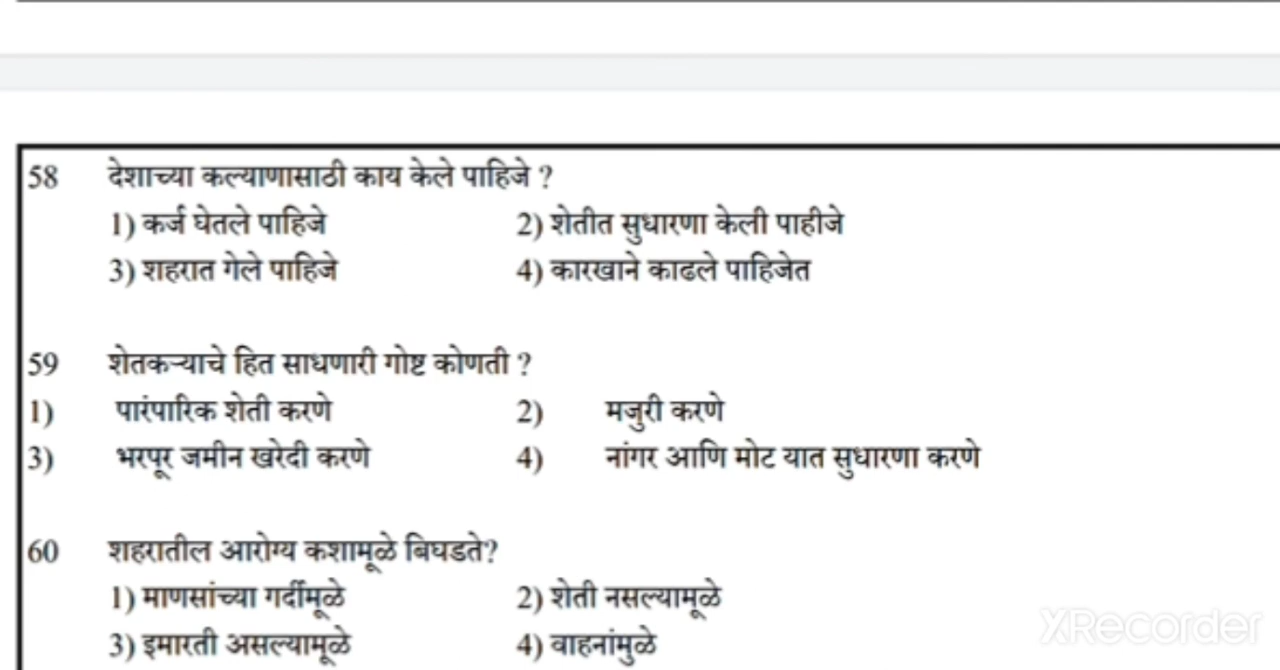 58 देशाच्या कल्याणासाठी काय केले पाहिजे ?
1) कर्ज घेतले पाहिजे 2) शेतीत सुधारणा केली पाहीजे
3) शहरात गेले पाहिजे 4) कारखाने काढले पाहिजेत
59 शेतकऱ्याचे हित साधणारी गोष्ट कोणती ?
1) पारंपारिक शेती करणे 2) मजुरी करणे
3) भरपूर जमीन खरेदी करणे 4) नांगर आणि मोट यात सुधारणा करणे
60 शहरातील आरोग्य कशामूळे बिघडते?
1) माणसांच्या गर्दीमूळे 2) शेती नसल्यामूळे
3) इमारती असल्यामूळे 4) वाहनांमुळे
XRecorder